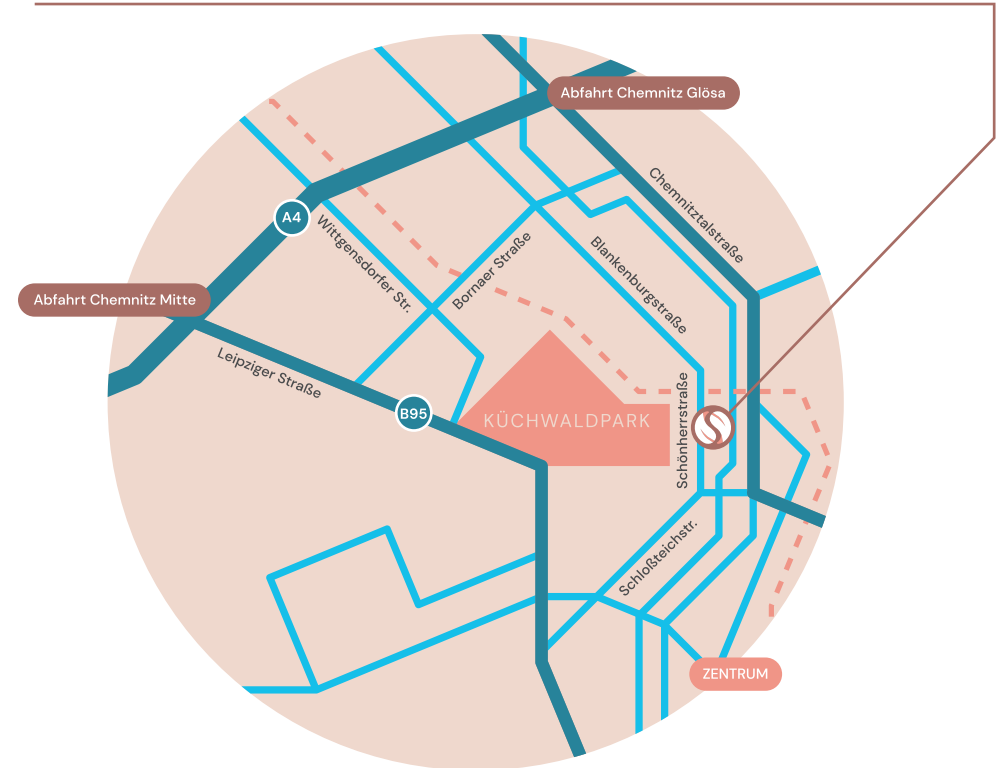 Abfahrt Chemnitz Glösa
Chemnitztalstraße
A4
Wittgensdorfer Str.
Bornaer Straße
Blankenburgstraße
Abfahrt Chemnitz Mitte
Leipziger Straße
B95
KÜCHWALDPARK
Schönherrstraße
Schloßteichstr.
ZENTRUM